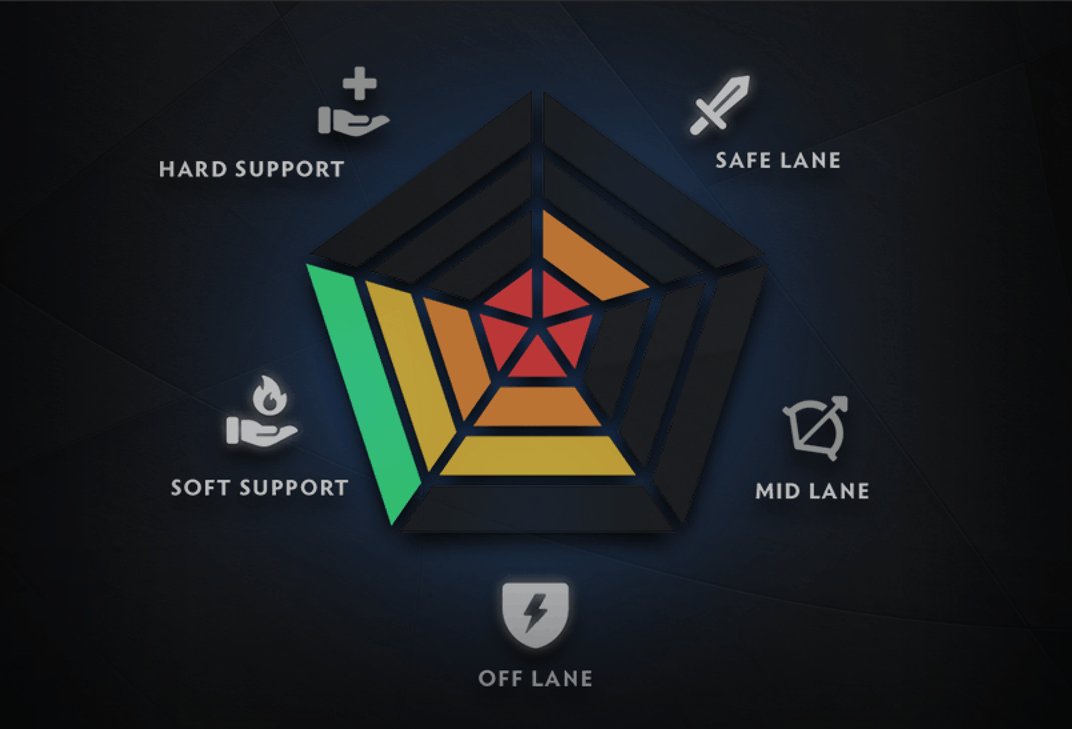 HARD SUPPORT
SAFE LANE
SOFT SUPPORT
MID LANE
OFF LANE